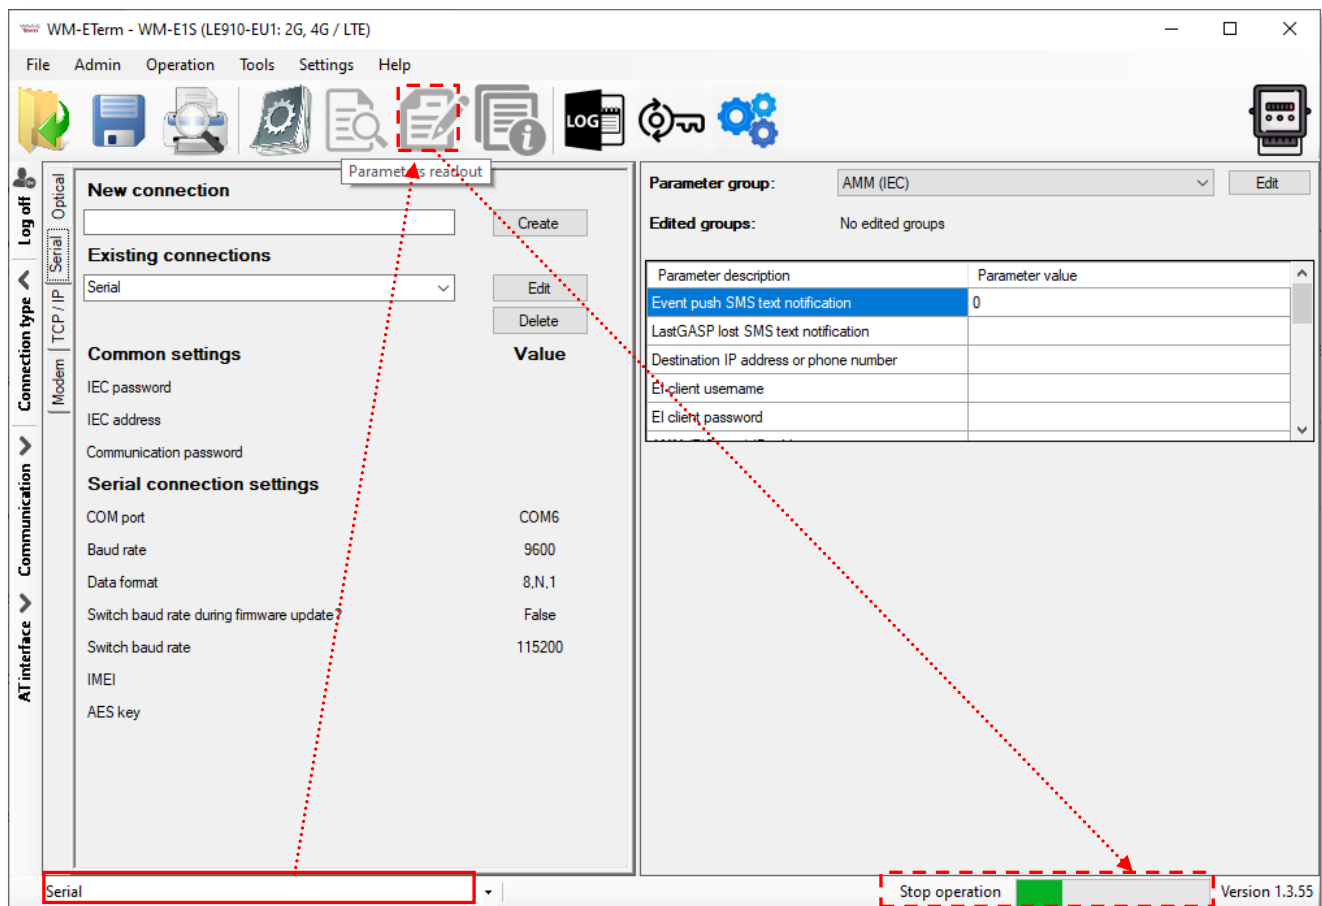 WM-ETerm - WM-E1S (LE910-EU1: 2G, 4G / LTE)
File Admin Operation Tools Settings Help
LOG
Parameters readout
Log off
Connection type
Communication
AT interface
Optical
Serial
TCP / IP
Modem
New connection
Create
Existing connections
Serial
Edit
Delete
Common settings Value
IEC password
IEC address
Communication password
Serial connection settings
COM port COM6
Baud rate 9600
Data format 8,N,1
Switch baud rate during firmware update? False
Switch baud rate 115200
IMEI
AES key
Parameter group: AMM (IEC) Edit
Edited groups: No edited groups
Parameter description Parameter value
Event push SMS text notification 0
LastGASP lost SMS text notification
Destination IP address or phone number
EI client username
EI client password
Serial
Stop operation
Version 1.3.55